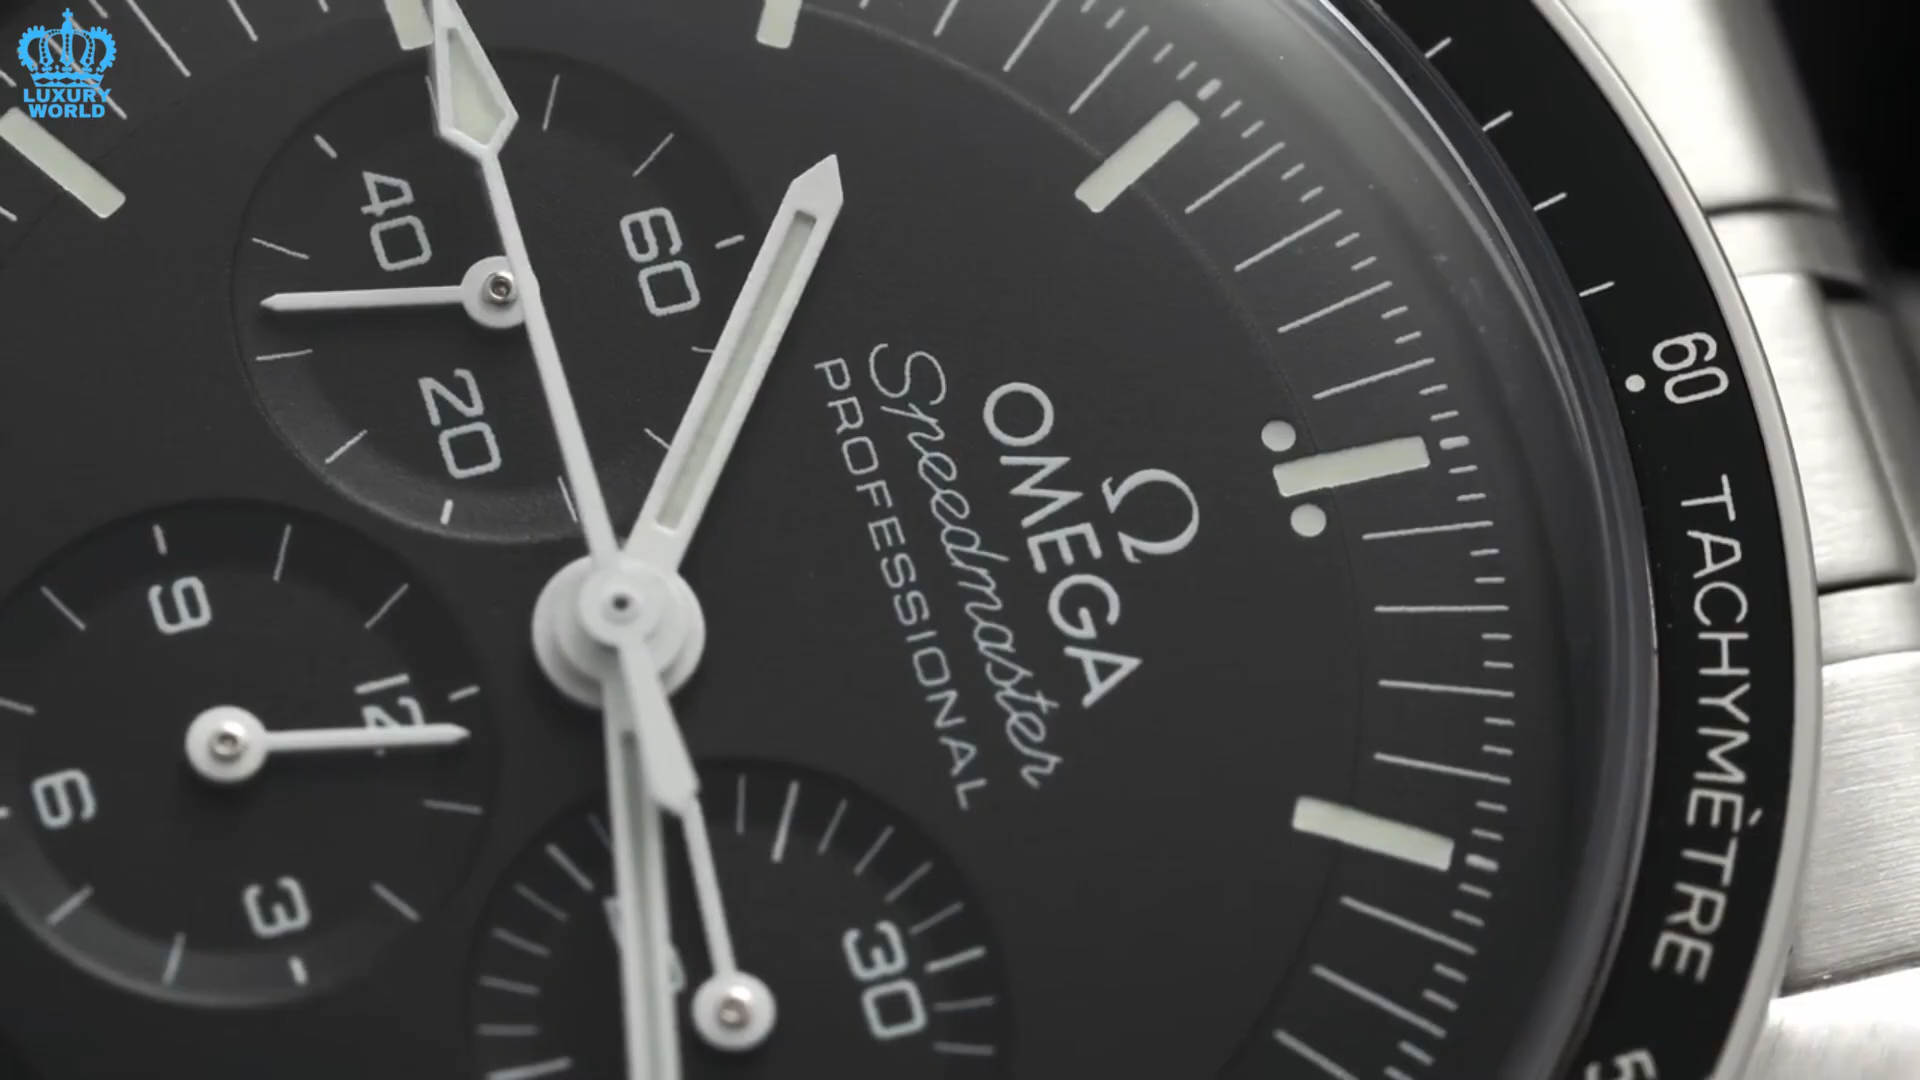 LUXURY
WORLD
40
60
20
9
12
6
3
30
Ω
OMEGA
Speedmaster
PROFESSIONAL
60
TACHYMÈTRE